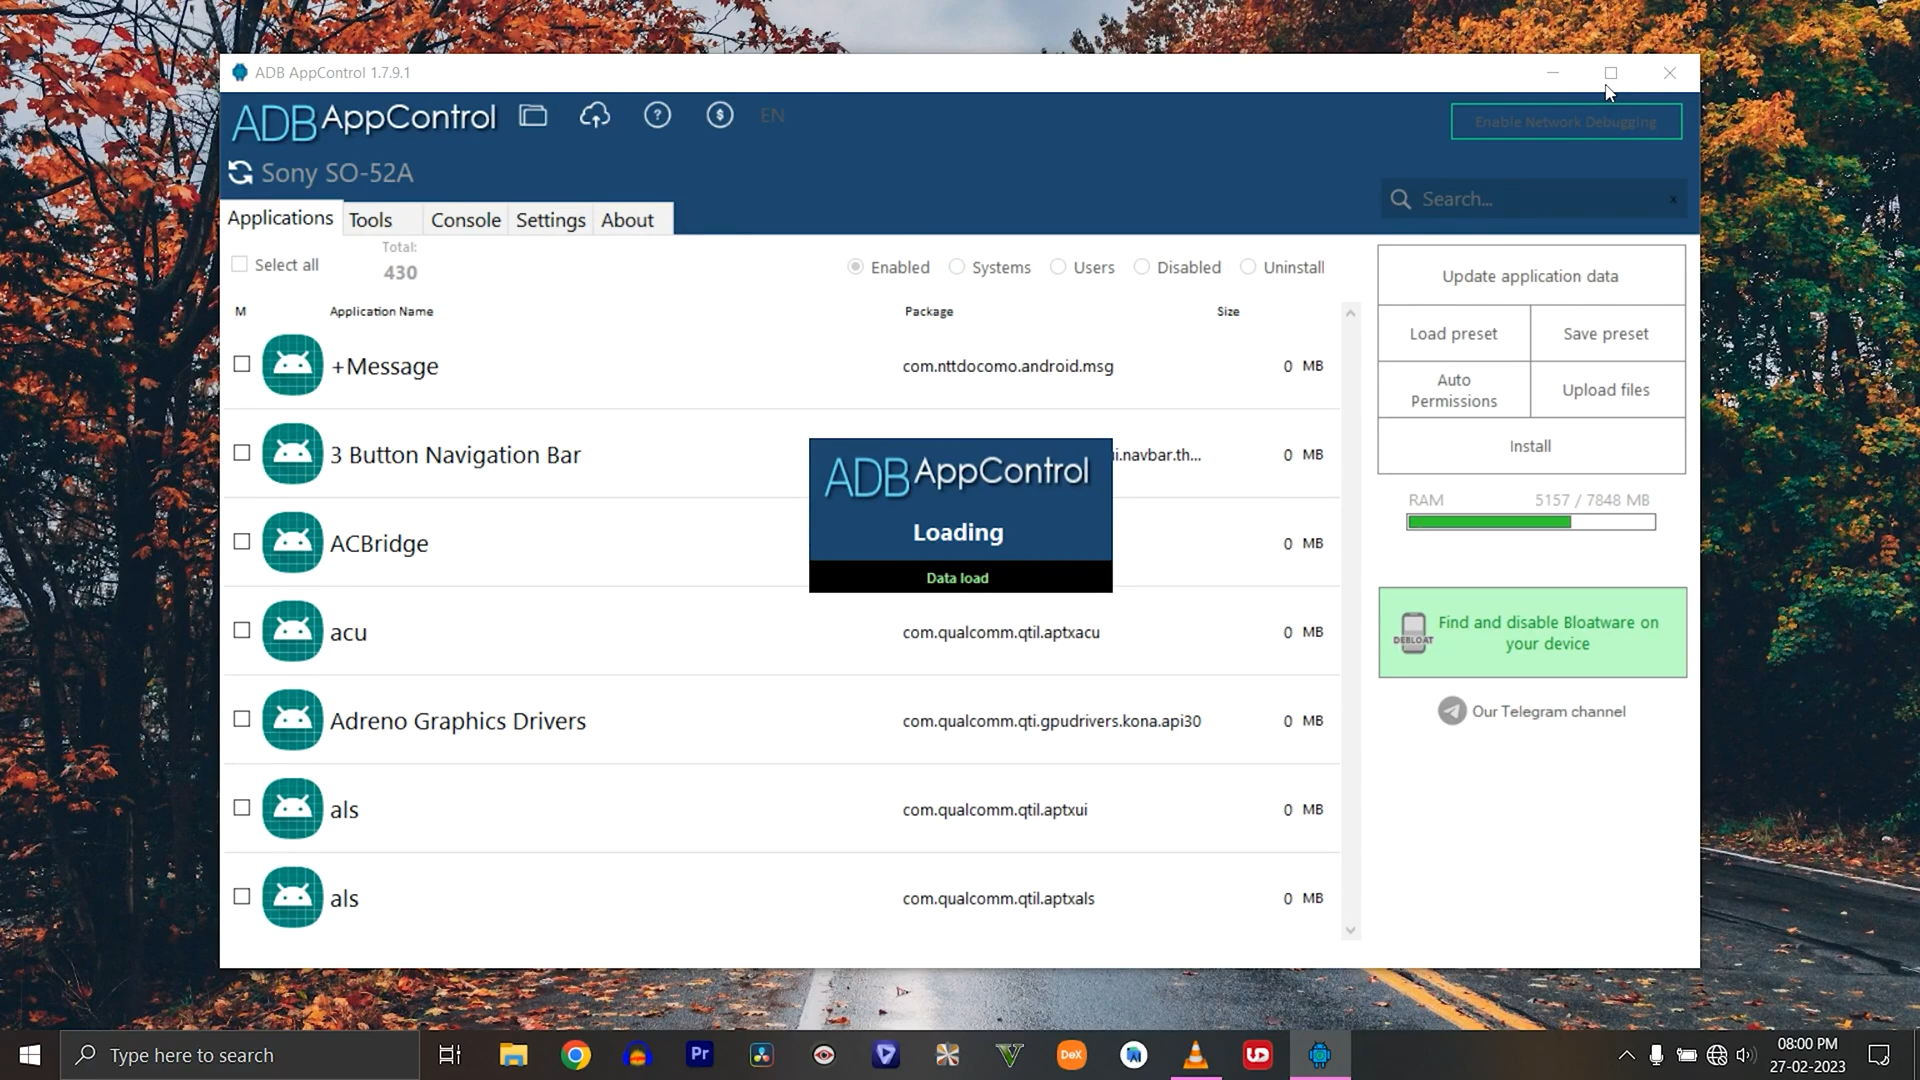 ADB AppControl 1.7.9.1
ADB AppControl
?
$
EN
Enable Network Debugging
Sony SO-52A
Search...
x
Applications
Tools
Console
Settings
About
Select all
Total:
430
Enabled
Systems
Users
Disabled
Uninstall
M
Application Name
Package
Size
+Message
com.nttdocomo.android.msg
0 MB
3 Button Navigation Bar
i.navbar.th...
0 MB
ACBridge
0 MB
acu
com.qualcomm.qtil.aptxacu
0 MB
Adreno Graphics Drivers
com.qualcomm.qti.gpudrivers.kona.api30
0 MB
als
com.qualcomm.qtil.aptxui
0 MB
als
com.qualcomm.qtil.aptxals
0 MB
ADB AppControl
Loading
Data load
Update application data
Load preset
Save preset
Auto
Permissions
Upload files
Install
RAM
5157 / 7848 MB
DEBLOAT
Find and disable Bloatware on
your device
Our Telegram channel
Type here to search
Pr
V
DeX
UD
08:00 PM
27-02-2023